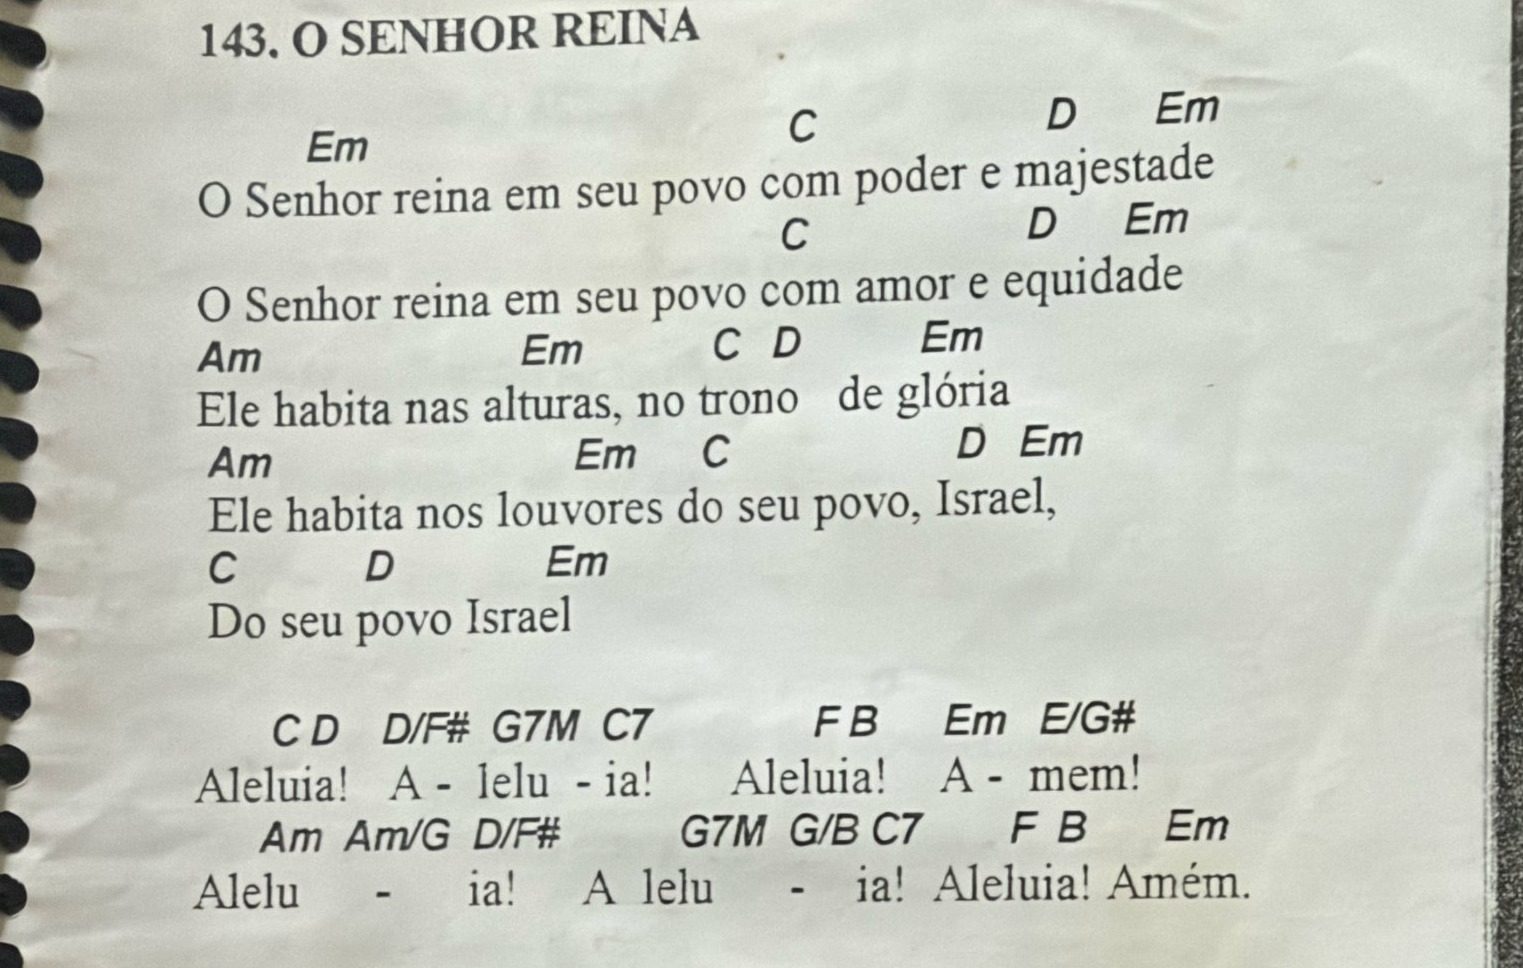 143. O SENHOR REINA
Em C D Em
O Senhor reina em seu povo com poder e majestade
C D Em
O Senhor reina em seu povo com amor e equidade
Am Em C D Em
Ele habita nas alturas, no trono de glória
Am Em C D Em
Ele habita nos louvores do seu povo, Israel,
C D Em
Do seu povo Israel
C D D/F# G7M C7 F B Em E/G#
Aleluia! A - lelu - ia! Aleluia! A - mem!
Am Am/G D/F# G7M G/B C7 F B Em
Alelu - ia! A lelu - ia! Aleluia! Amém.